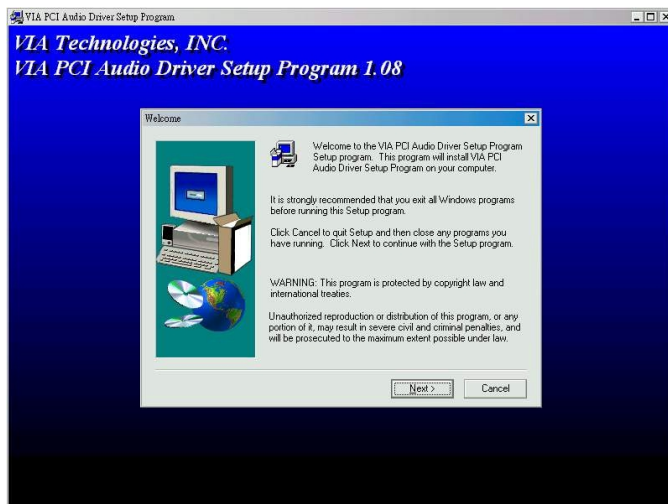 VIA PCI Audio Driver Setup Program
VIA Technologies, INC.
VIA PCI Audio Driver Setup Program 1.08
Welcome
Welcome to the VIA PCI Audio Driver Setup Program
Setup program. This program will install VIA PCI
Audio Driver Setup Program on your computer.
It is strongly recommended that you exit all Windows programs
before running this Setup program.
Click Cancel to quit Setup and then close any programs you
have running. Click Next to continue with the Setup program.
WARNING: This program is protected by copyright law and
international treaties.
Unauthorized reproduction or distribution of this program, or any
portion of it, may result in severe civil and criminal penalties, and
will be prosecuted to the maximum extent possible under law.
Next >
Cancel